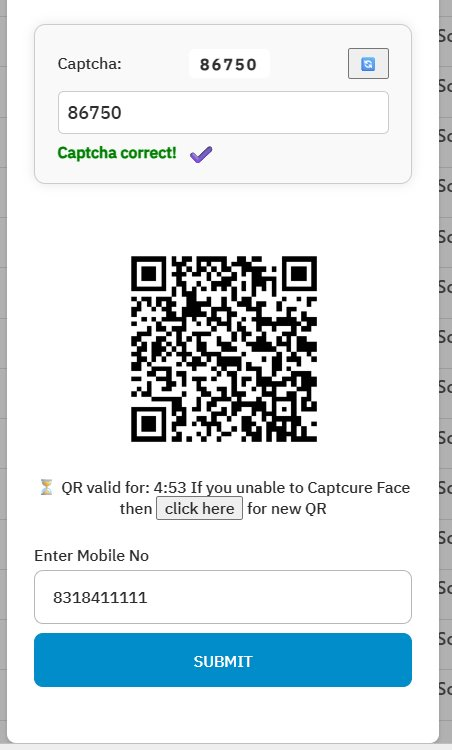 Captcha:
86750
86750
Captcha correct!
QR valid for: 4:53 If you unable to Captcure Face
then click here for new QR
Enter Mobile No
8318411111
SUBMIT